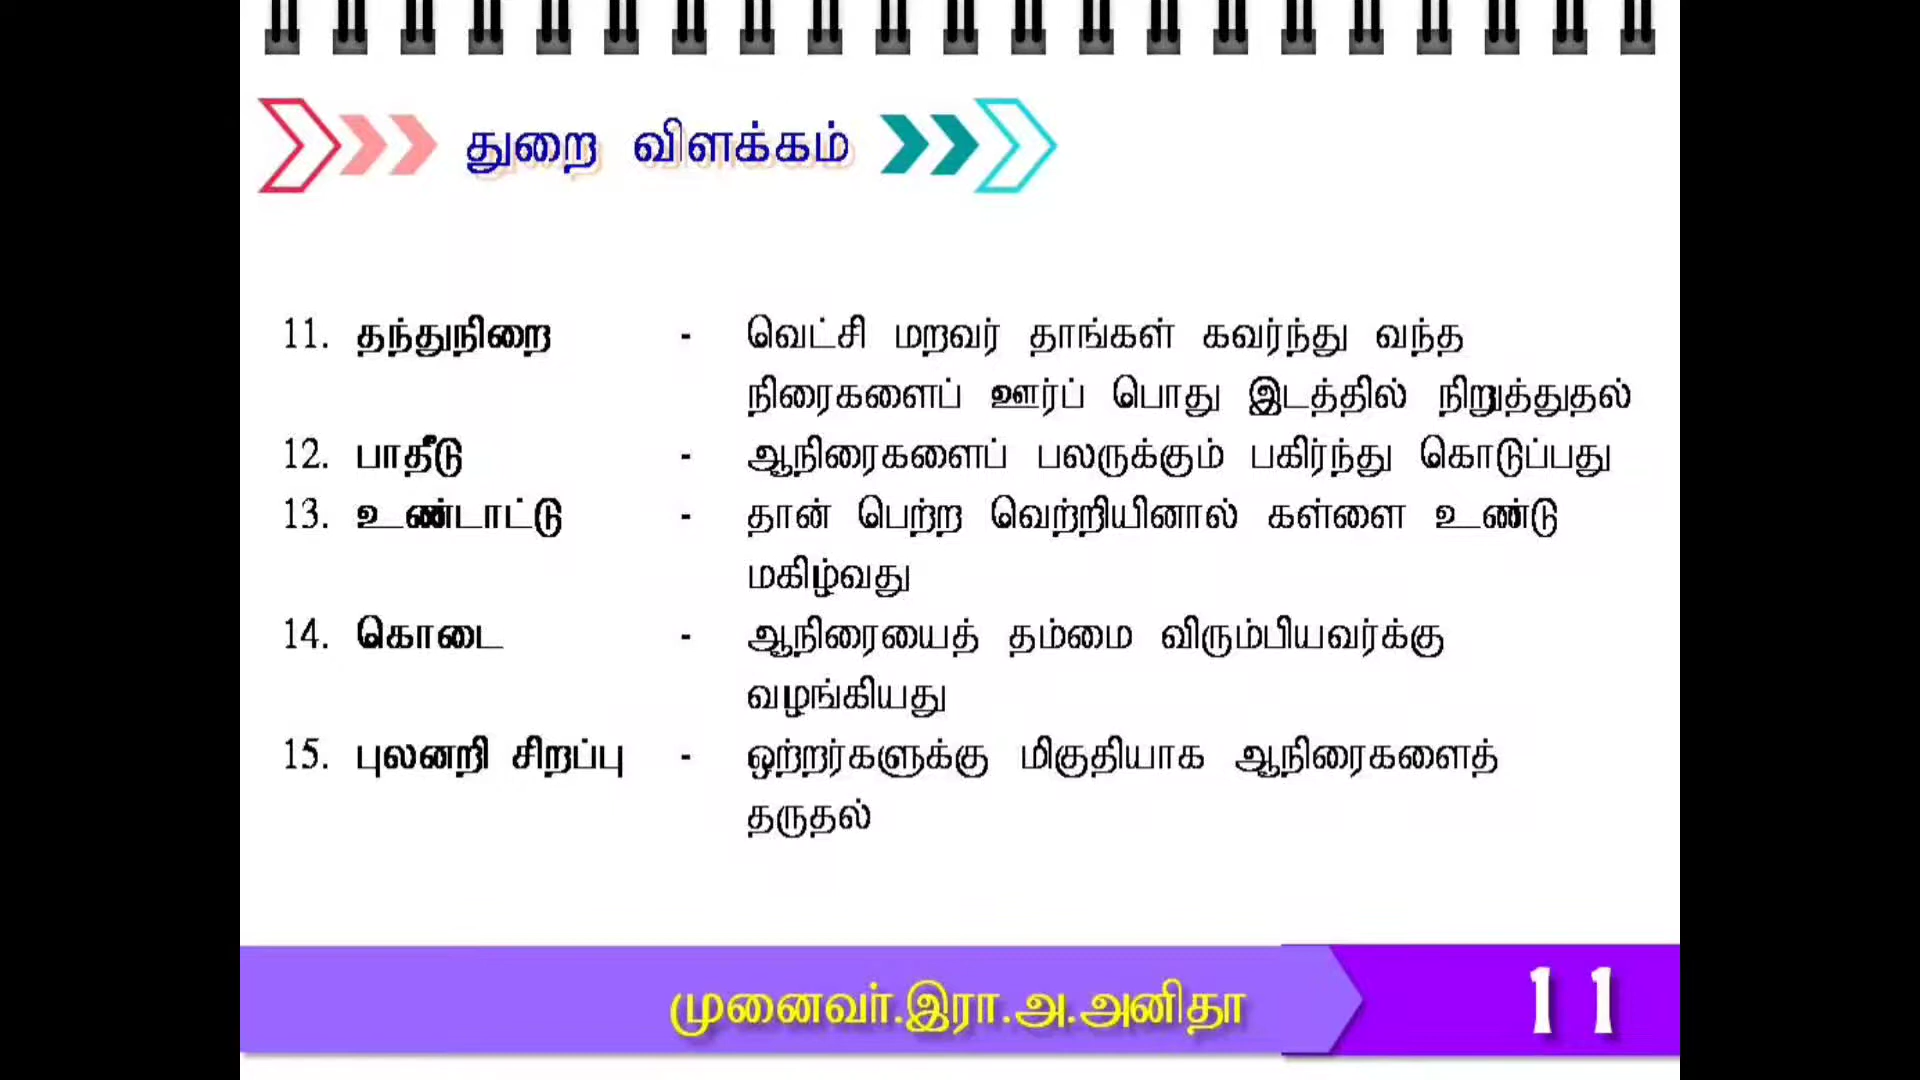 துறை விளக்கம்
11. தந்துநிறை - வெட்சி மறவர் தாங்கள் கவர்ந்து வந்த
நிரைகளைப் ஊர்ப் பொது இடத்தில் நிறுத்துதல்
12. பாதீடு - ஆநிரைகளைப் பலருக்கும் பகிர்ந்து கொடுப்பது
13. உண்டாட்டு - தான் பெற்ற வெற்றியினால் கள்ளை உண்டு
மகிழ்வது
14. கொடை - ஆநிரையைத் தம்மை விரும்பியவர்க்கு
வழங்கியது
15. புலனறி சிறப்பு - ஒற்றர்களுக்கு மிகுதியாக ஆநிரைகளைத்
தருதல்
முனைவர்.இரா.அ.அனிதா
11